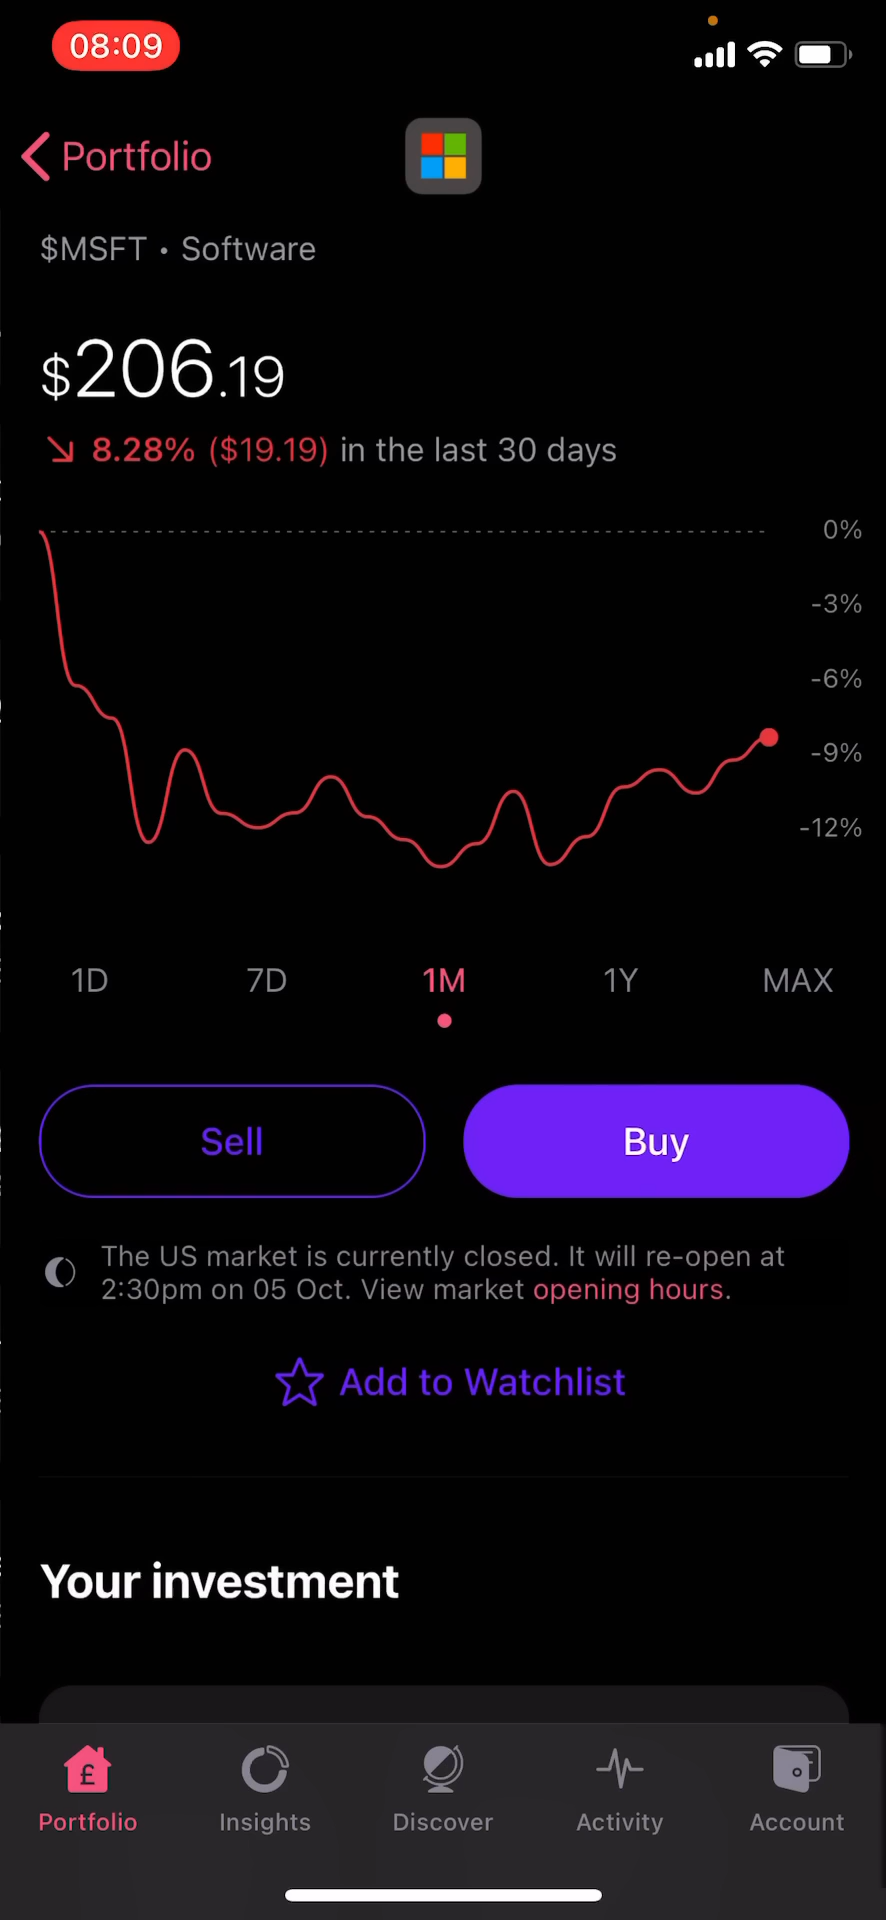 08:09
Portfolio
$MSFT • Software
$206.19
8.28% ($19.19) in the last 30 days
0%
-3%
-6%
-9%
-12%
1D 7D 1M 1Y MAX
Sell Buy
The US market is currently closed. It will re-open at
2:30pm on 05 Oct. View market opening hours.
Add to Watchlist
Your investment
£
Portfolio Insights Discover Activity Account